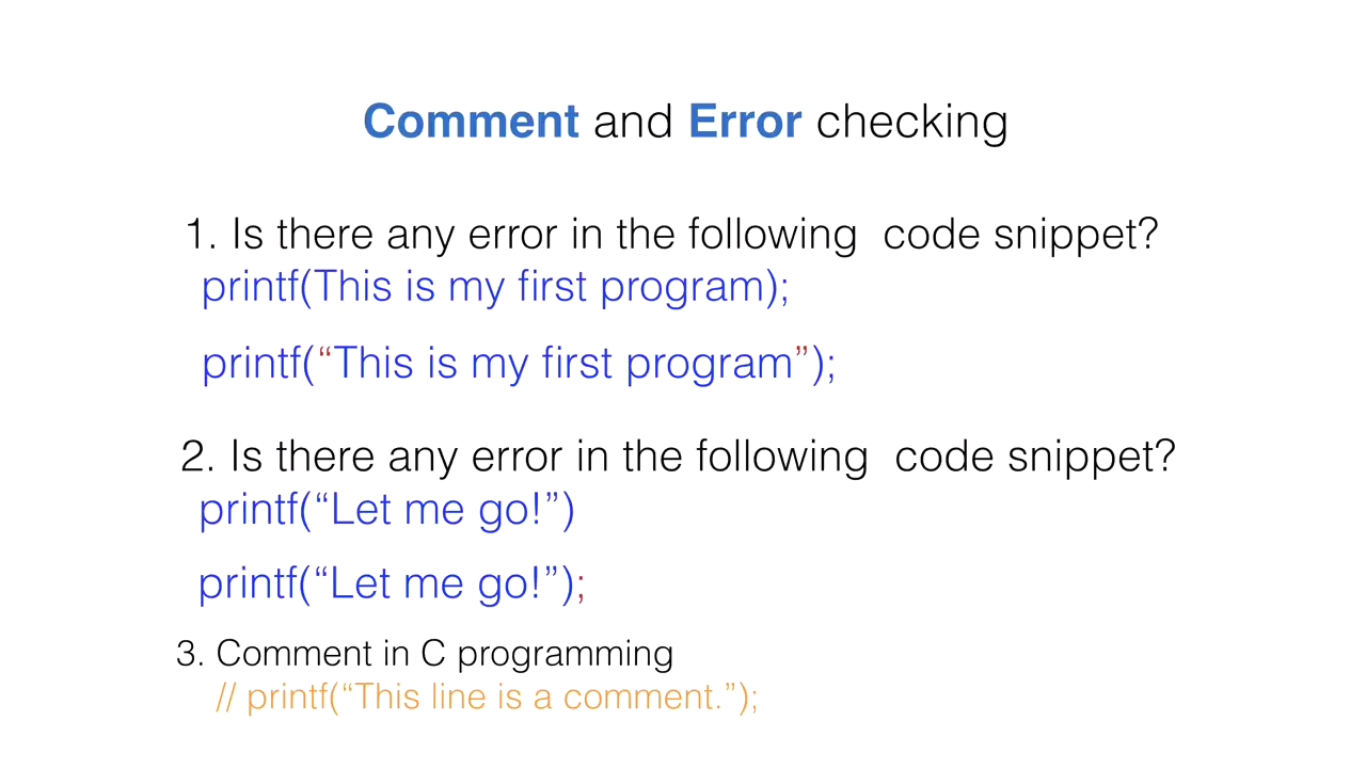 Comment and Error checking
1. Is there any error in the following code snippet?
printf(This is my first program);
printf(“This is my first program”);
2. Is there any error in the following code snippet?
printf(“Let me go!”)
printf(“Let me go!”);
3. Comment in C programming
// printf(“This line is a comment.”);